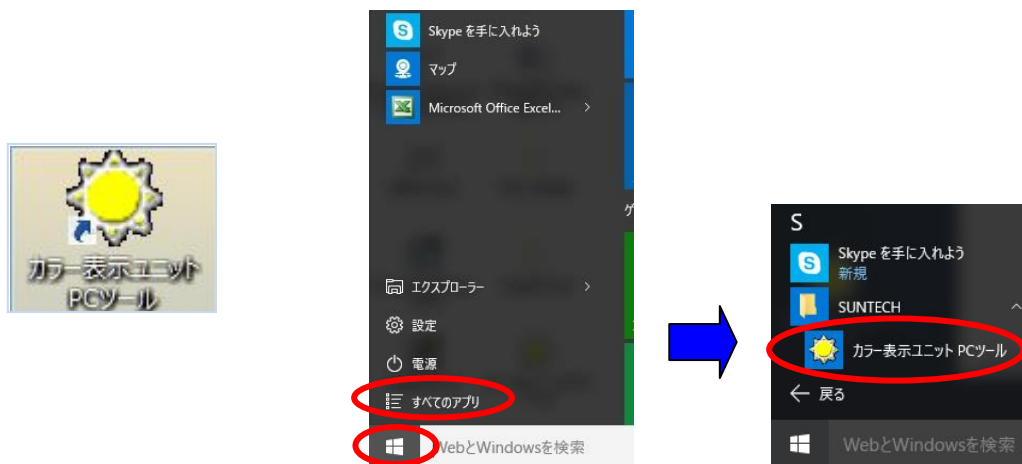 カラー表示ユニット
PCツール
Skype を手に入れよう
マップ
Microsoft Office Excel...
ゲ
エクスプローラー
設定
電源
すべてのアプリ
WebとWindowsを検索
S
Skype を手に入れよう
新規
SUNTECH
カラー表示ユニット PCツール
戻る
WebとWindowsを検索